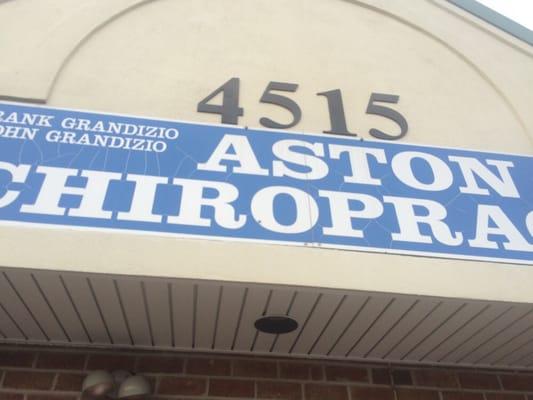 4515
RANK GRANDIZIO
OHN GRANDIZIO
ASTON
CHIROPRAC